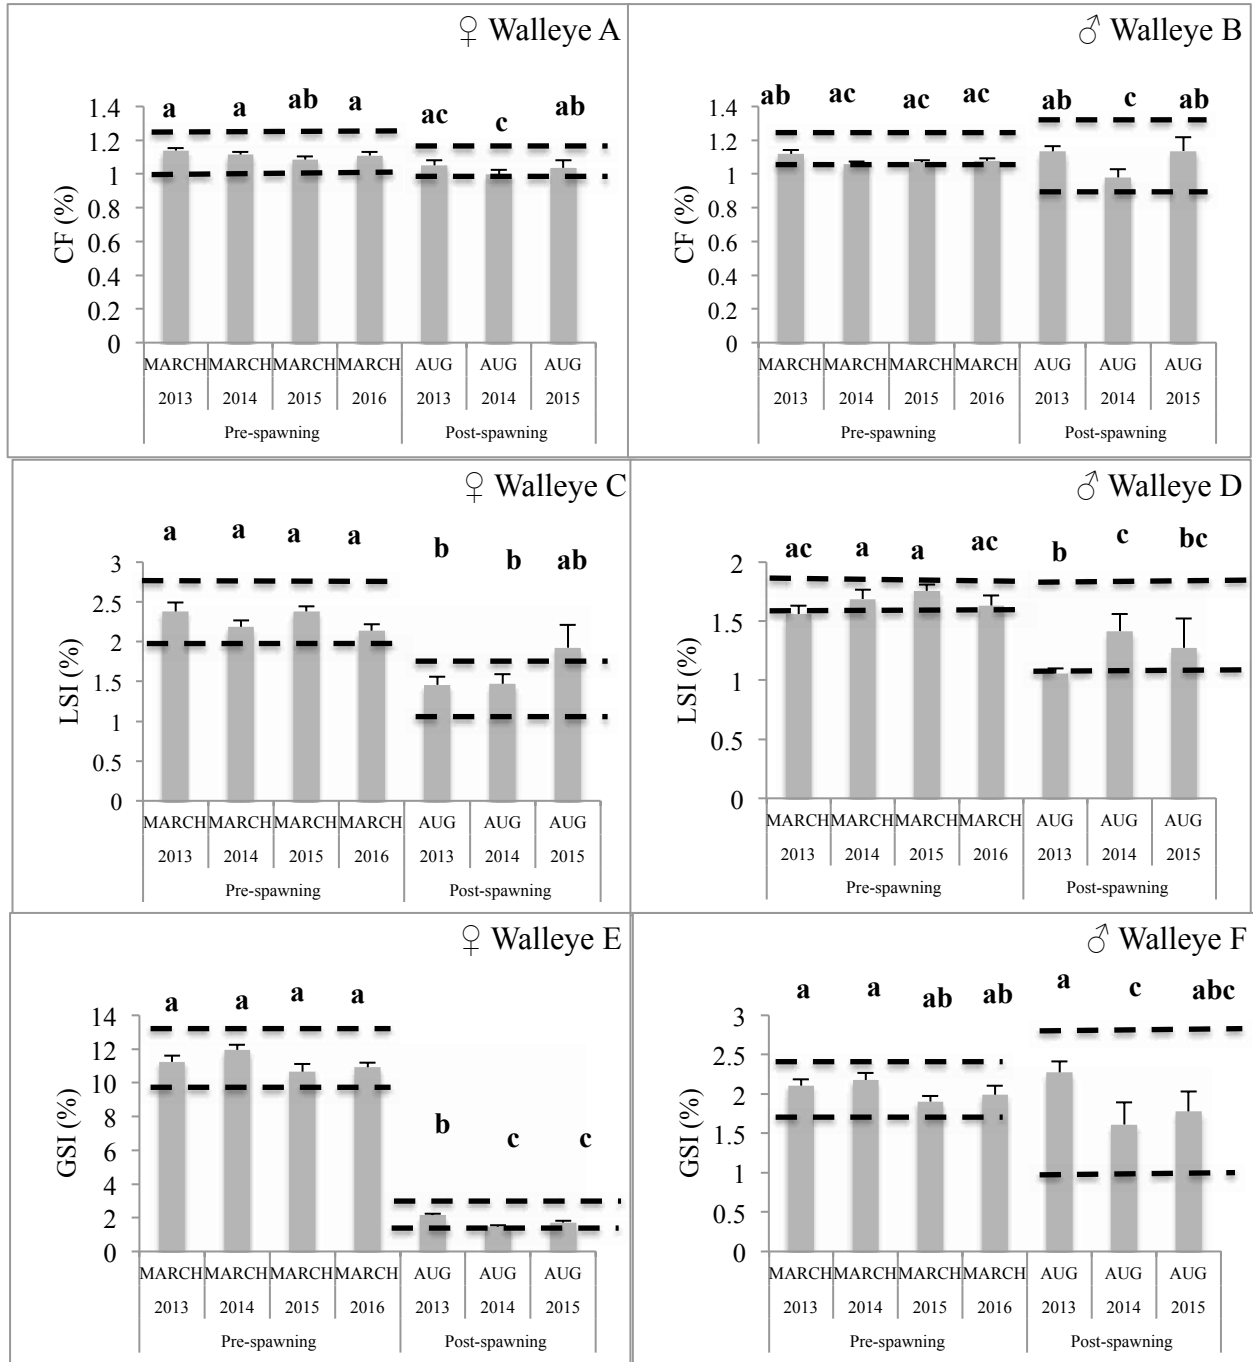 ♀ Walleye A
a a ab a ac c ab
1.4
1.2
1
0.8
0.6
0.4
0.2
0
CF (%)
MARCH MARCH MARCH MARCH AUG AUG AUG
2013 2014 2015 2016 2013 2014 2015
Pre-spawning Post-spawning
♂ Walleye B
ab ac ac ac ab c ab
1.4
1.2
1
0.8
0.6
0.4
0.2
0
CF (%)
MARCH MARCH MARCH MARCH AUG AUG AUG
2013 2014 2015 2016 2013 2014 2015
Pre-spawning Post-spawning
♀ Walleye C
a a a a b b ab
3
2.5
2
1.5
1
0.5
0
LSI (%)
MARCH MARCH MARCH MARCH AUG AUG AUG
2013 2014 2015 2016 2013 2014 2015
Pre-spawning Post-spawning
♂ Walleye D
ac a a ac b c bc
2
1.5
1
0.5
0
LSI (%)
MARCH MARCH MARCH MARCH AUG AUG AUG
2013 2014 2015 2016 2013 2014 2015
Pre-spawning Post-spawning
♀ Walleye E
a a a a b c c
14
12
10
8
6
4
2
0
GSI (%)
MARCH MARCH MARCH MARCH AUG AUG AUG
2013 2014 2015 2016 2013 2014 2015
Pre-spawning Post-spawning
♂ Walleye F
a a ab ab a c abc
3
2.5
2
1.5
1
0.5
0
GSI (%)
MARCH MARCH MARCH MARCH AUG AUG AUG
2013 2014 2015 2016 2013 2014 2015
Pre-spawning Post-spawning